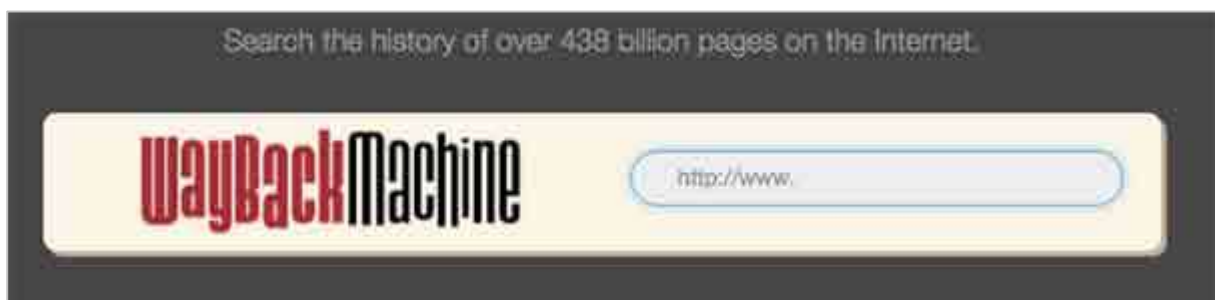 Search the history of over 438 billion pages on the Internet.
WayBackMachine
http://www.